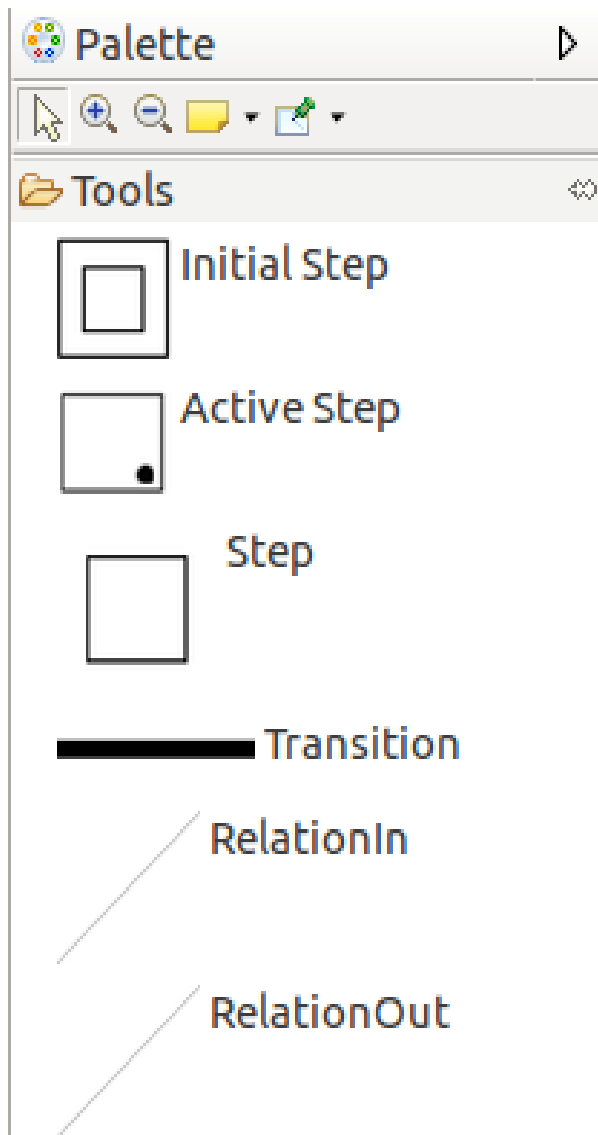 Palette
Tools
Initial Step
Active Step
Step
Transition
RelationIn
RelationOut